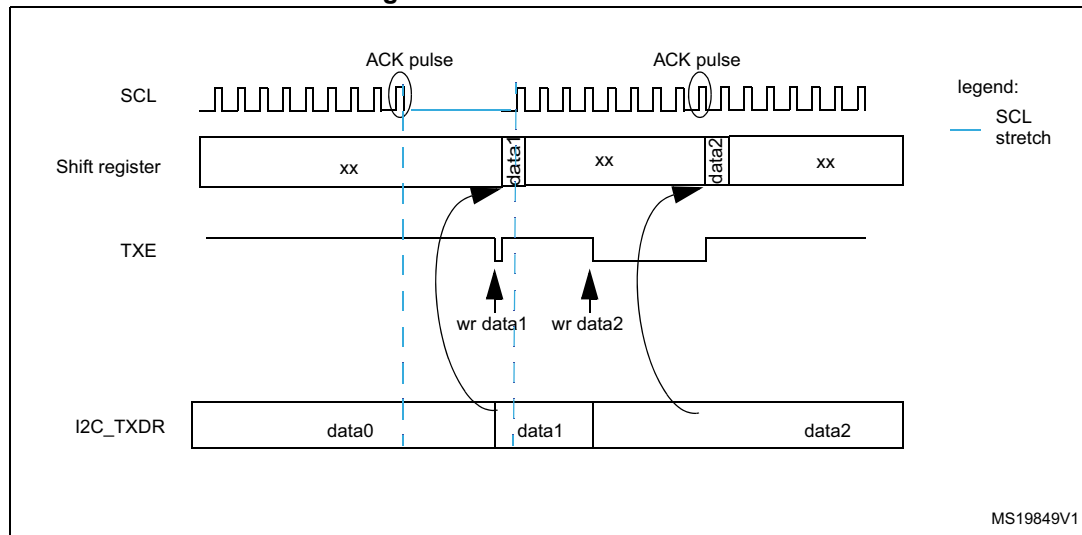 ACK pulse ACK pulse
SCL
legend:
SCL
stretch
Shift register xx data1 xx data2 xx
TXE
wr data1 wr data2
I2C_TXDR data0 data1 data2
MS19849V1